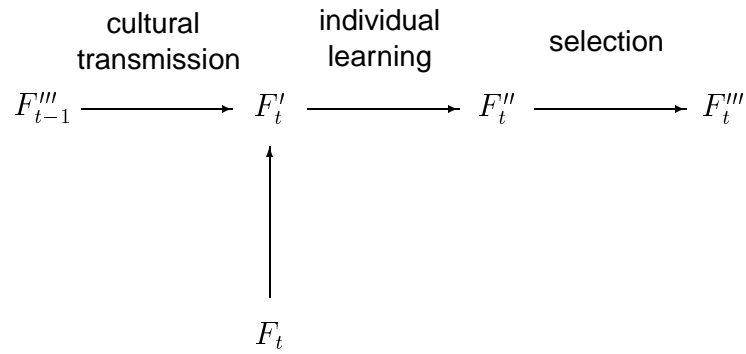 cultural
transmission
individual
learning
selection
F'''_{t-1}
F'_t
F''_t
F'''_t
F_t